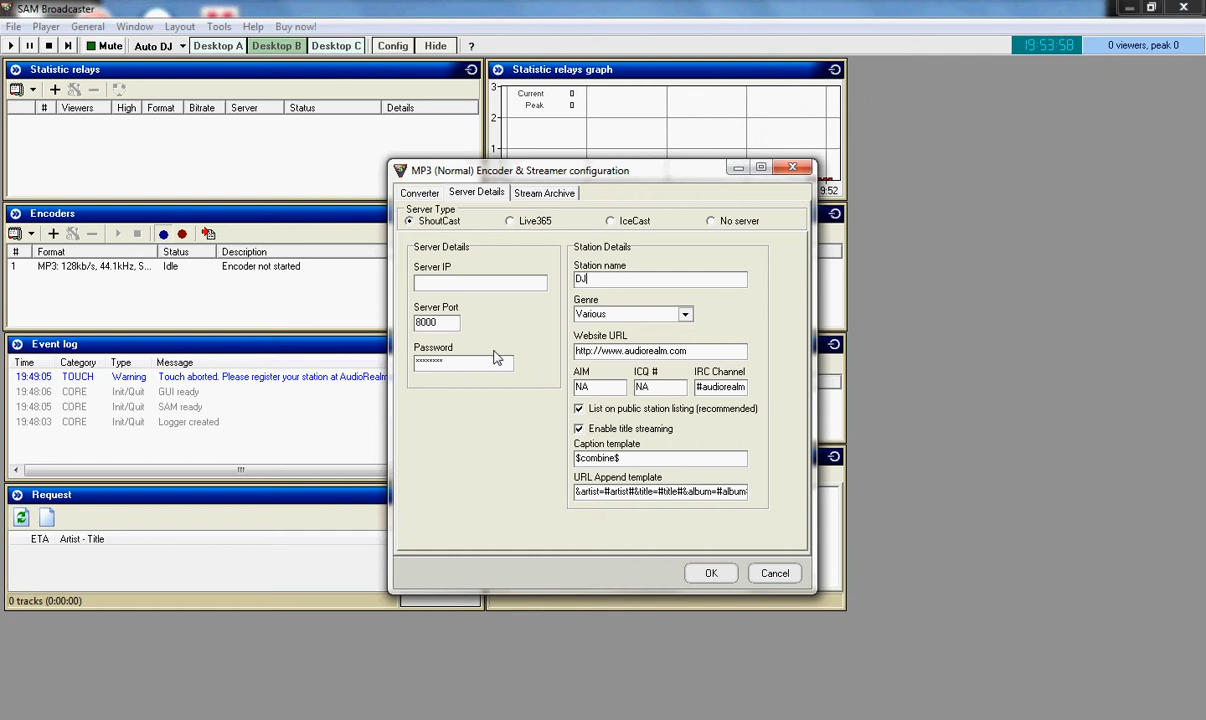 SAM Broadcaster
File Player General Window Layout Tools Help Buy now!
Mute Auto DJ Desktop A Desktop B Desktop C Config Hide ? 19:53:58 0 viewers, peak 0
Statistic relays
# Viewers High Format Bitrate Server Status Details
Statistic relays graph
3
Current 0
Peak 0
2
1
9:52
Encoders
# Format Status Description
1 MP3: 128kb/s, 44.1kHz, S... Idle Encoder not started
Event log
Time Category Type Message
19:49:05 TOUCH Warning Touch aborted. Please register your station at AudioRealm
19:48:06 CORE Init/Quit GUI ready
19:48:05 CORE Init/Quit SAM ready
19:48:03 CORE Init/Quit Logger created
Request
ETA Artist - Title
0 tracks (0:00:00)
MP3 (Normal) Encoder & Streamer configuration
Converter Server Details Stream Archive
Server Type
ShoutCast Live365 IceCast No server
Server Details
Server IP
Server Port
8000
Password
********
Station Details
Station name
DJ
Genre
Various
Website URL
http://www.audiorealm.com
AIM ICQ # IRC Channel
NA NA #audiorealm
List on public station listing (recommended)
Enable title streaming
Caption template
$combine$
URL Append template
&artist=#artist#&title=#title#&album=#album
OK Cancel